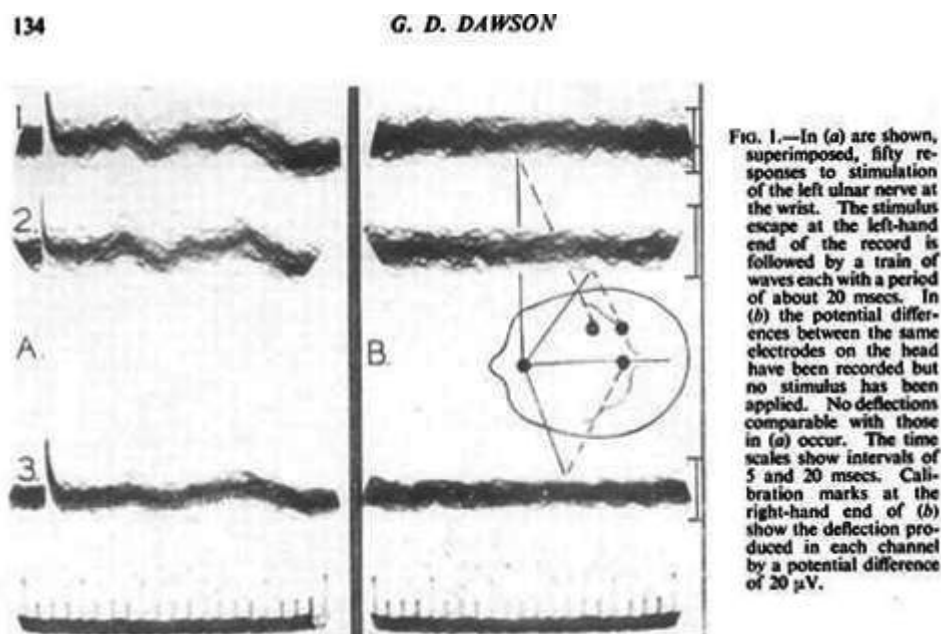 134
G. D. DAWSON
1.
2.
A.
B.
3.
FIG. 1.—In (a) are shown,
superimposed, fifty re-
sponses to stimulation
of the left ulnar nerve at
the wrist. The stimulus
escape at the left-hand
end of the record is
followed by a train of
waves each with a period
of about 20 msecs. In
(b) the potential differ-
ences between the same
electrodes on the head
have been recorded but
no stimulus has been
applied. No deflections
comparable with those
in (a) occur. The time
scales show intervals of
5 and 20 msecs. Cali-
bration marks at the
right-hand end of (b)
show the deflection pro-
duced in each channel
by a potential difference
of 20 μV.